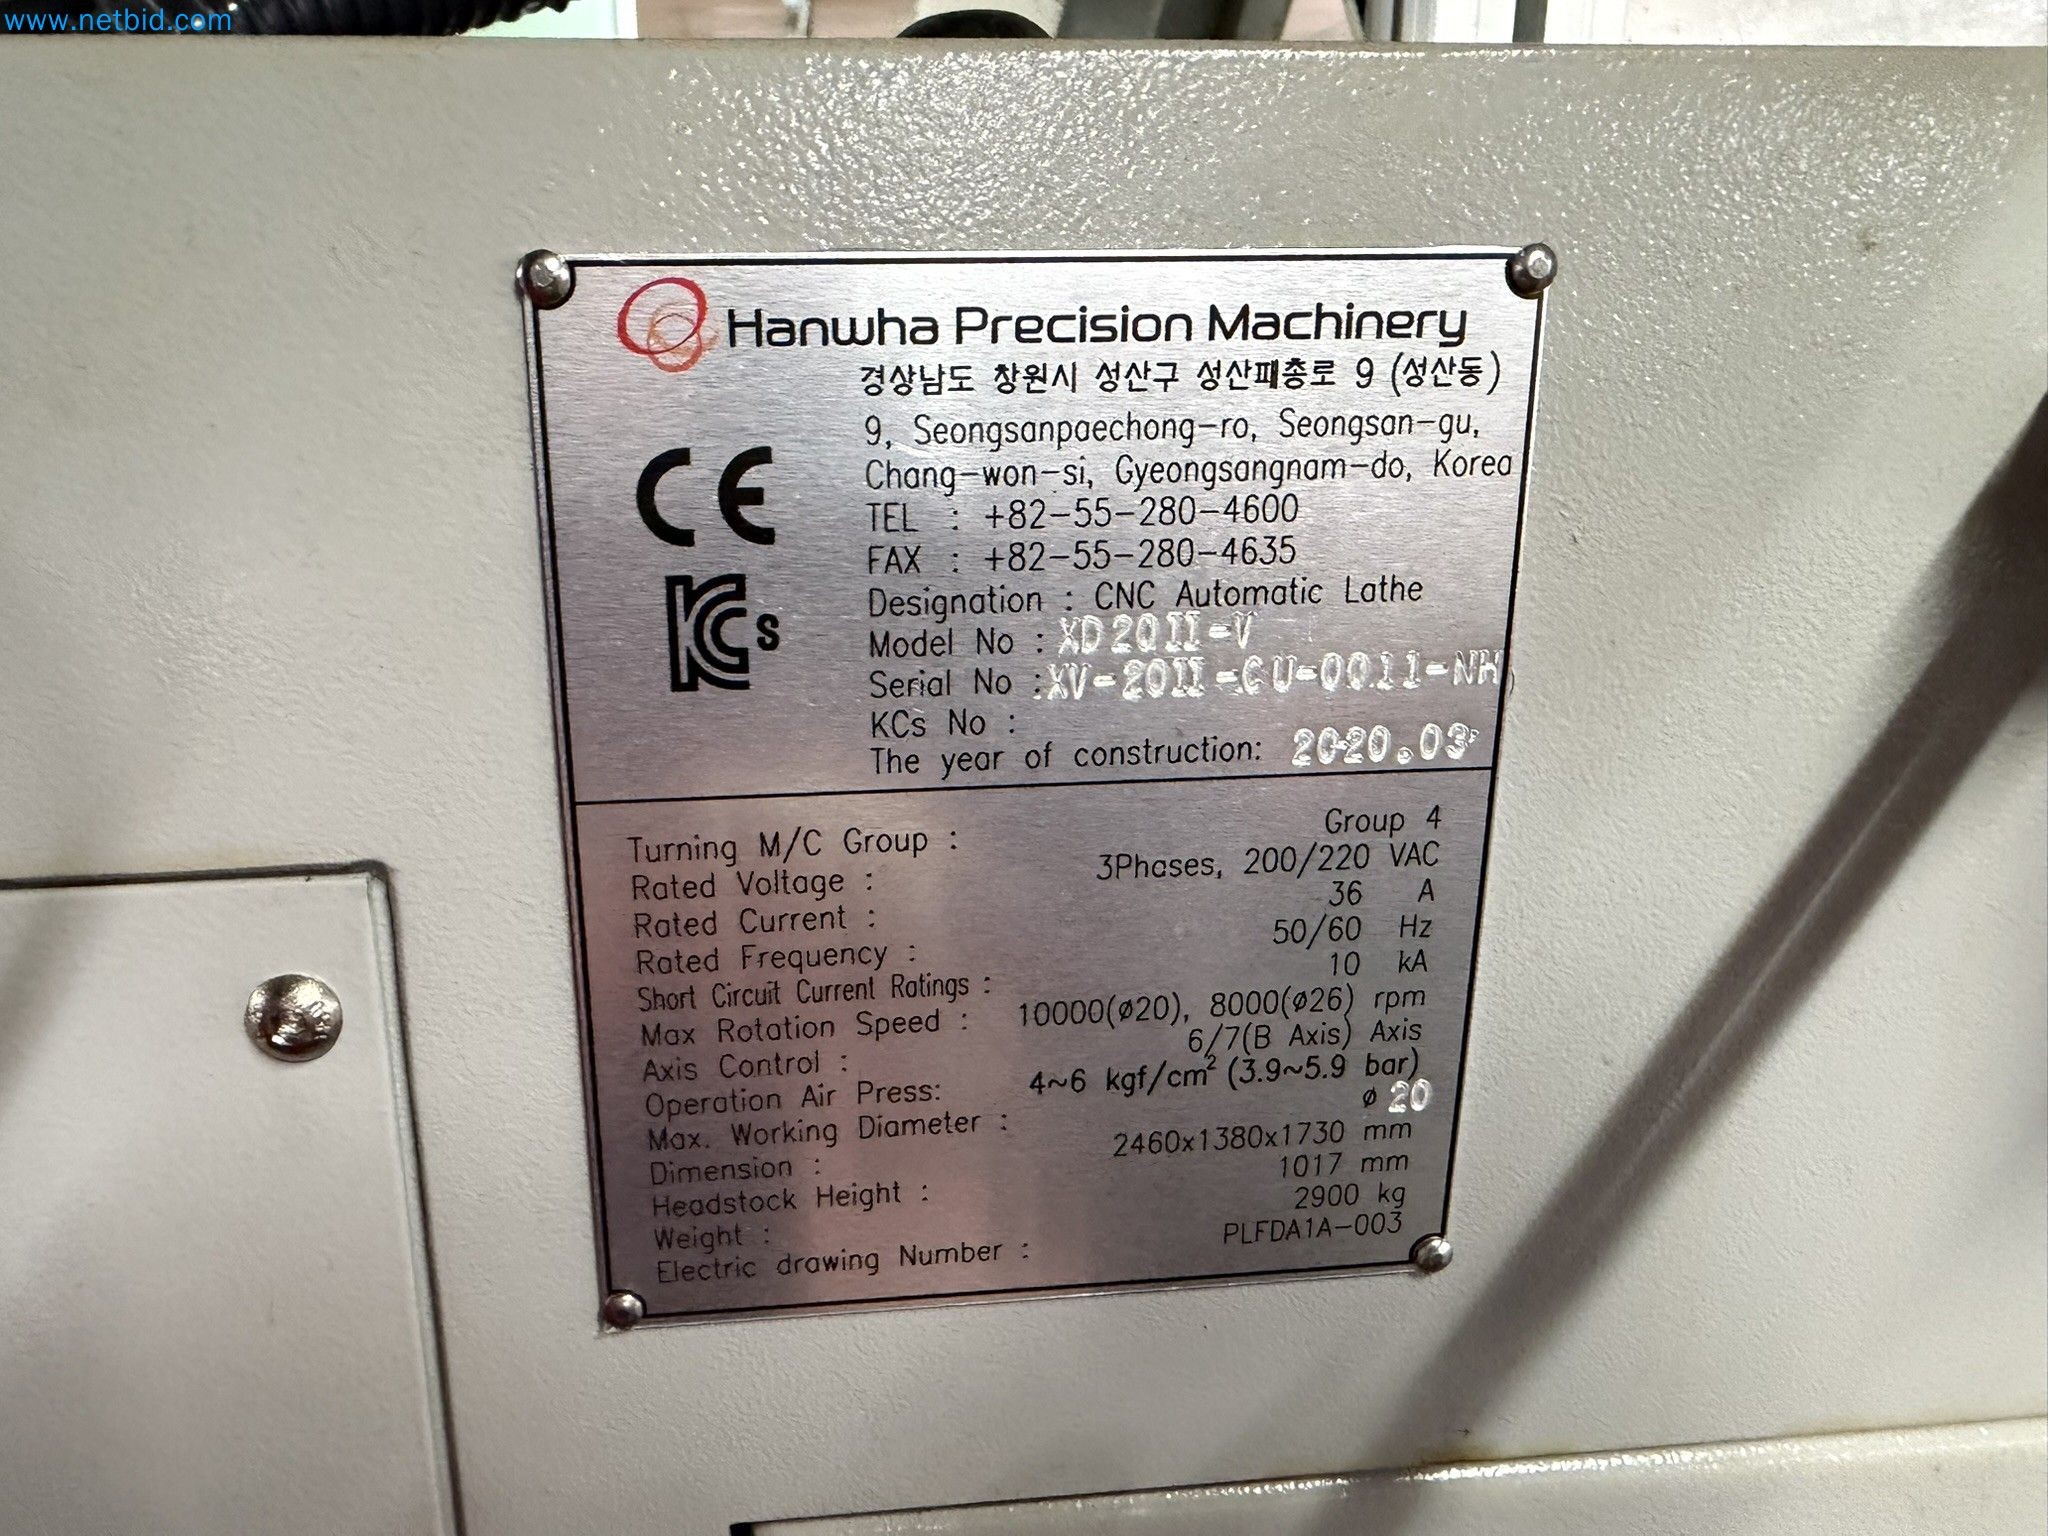 www.netbid.com
Hanwha Precision Machinery
경상남도 창원시 성산구 성산패총로 9 (성산동)
9, Seongsanpaechong-ro, Seongsan-gu,
Chang-won-si, Gyeongsangnam-do, Korea
CE
TEL : +82-55-280-4600
FAX : +82-55-280-4635
KCs
Designation : CNC Automatic Lathe
Model No : XD20II-V
Serial No : XV-20II-CU-0011-NH
KCs No :
The year of construction: 2020.03
Turning M/C Group : Group 4
Rated Voltage : 3Phases, 200/220 VAC
Rated Current : 36 A
Rated Frequency : 50/60 Hz
Short Circuit Current Ratings : 10 kA
Max Rotation Speed : 10000(ø20), 8000(ø26) rpm
Axis Control : 6/7(B Axis) Axis
Operation Air Press: 4~6 kgf/cm² (3.9~5.9 bar)
Max. Working Diameter : ø 20
Dimension : 2460x1380x1730 mm
Headstock Height : 1017 mm
Weight : 2900 kg
Electric drawing Number : PLFDA1A-003